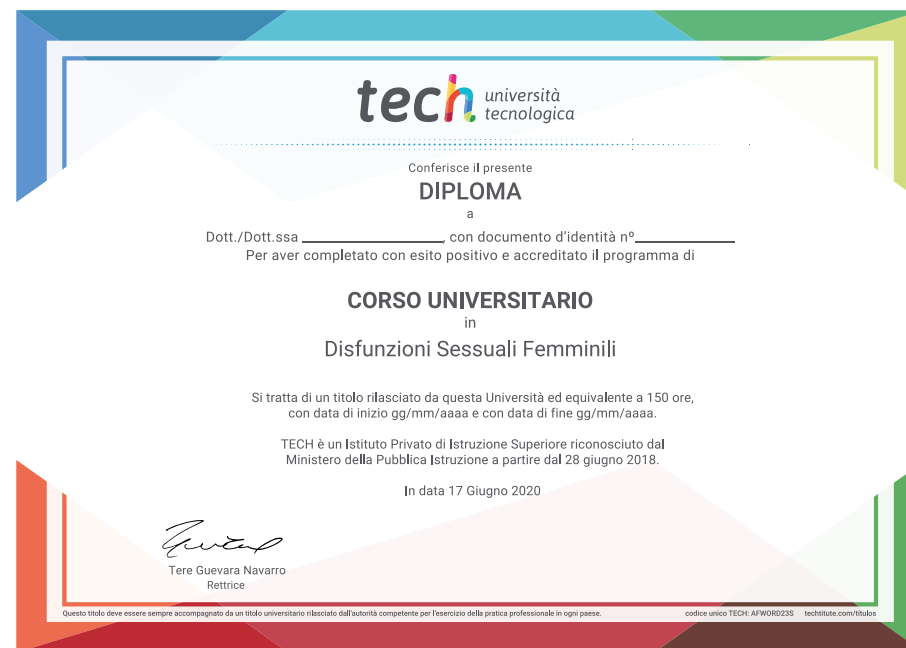 tech università
tecnologica
Conferisce il presente
DIPLOMA
a
Dott./Dott.ssa ____________, con documento d'identità nº____________
Per aver completato con esito positivo e accreditato il programma di
CORSO UNIVERSITARIO
in
Disfunzioni Sessuali Femminili
Si tratta di un titolo rilasciato da questa Università ed equivalente a 150 ore,
con data di inizio gg/mm/aaaa e con data di fine gg/mm/aaaa.
TECH è un Istituto Privato di Istruzione Superiore riconosciuto dal
Ministero della Pubblica Istruzione a partire dal 28 giugno 2018.
In data 17 Giugno 2020
Tere Guevara Navarro
Rettrice
Questo titolo deve essere sempre accompagnato da un titolo universitario rilasciato dall'autorità competente per l'esercizio della pratica professionale in ogni paese. codice unico TECH: AFWORD23S techtitute.com/títulos